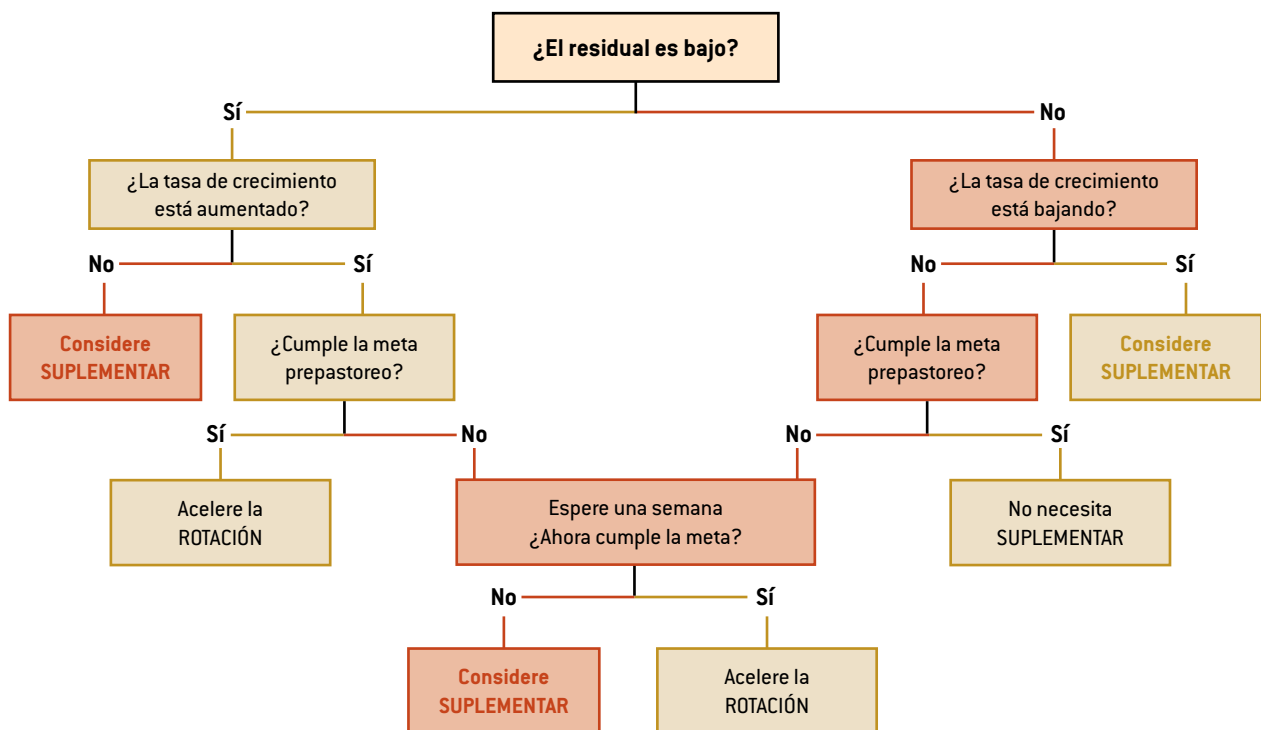 ¿El residual es bajo?
Sí
No
¿La tasa de crecimiento
está aumentado?
¿La tasa de crecimiento
está bajando?
No
Sí
No
Sí
Considere
SUPLEMENTAR
¿Cumple la meta
prepastoreo?
¿Cumple la meta
prepastoreo?
Considere
SUPLEMENTAR
Sí
No
No
Sí
Acelere la
ROTACIÓN
Espere una semana
¿Ahora cumple la meta?
No necesita
SUPLEMENTAR
No
Sí
Considere
SUPLEMENTAR
Acelere la
ROTACIÓN